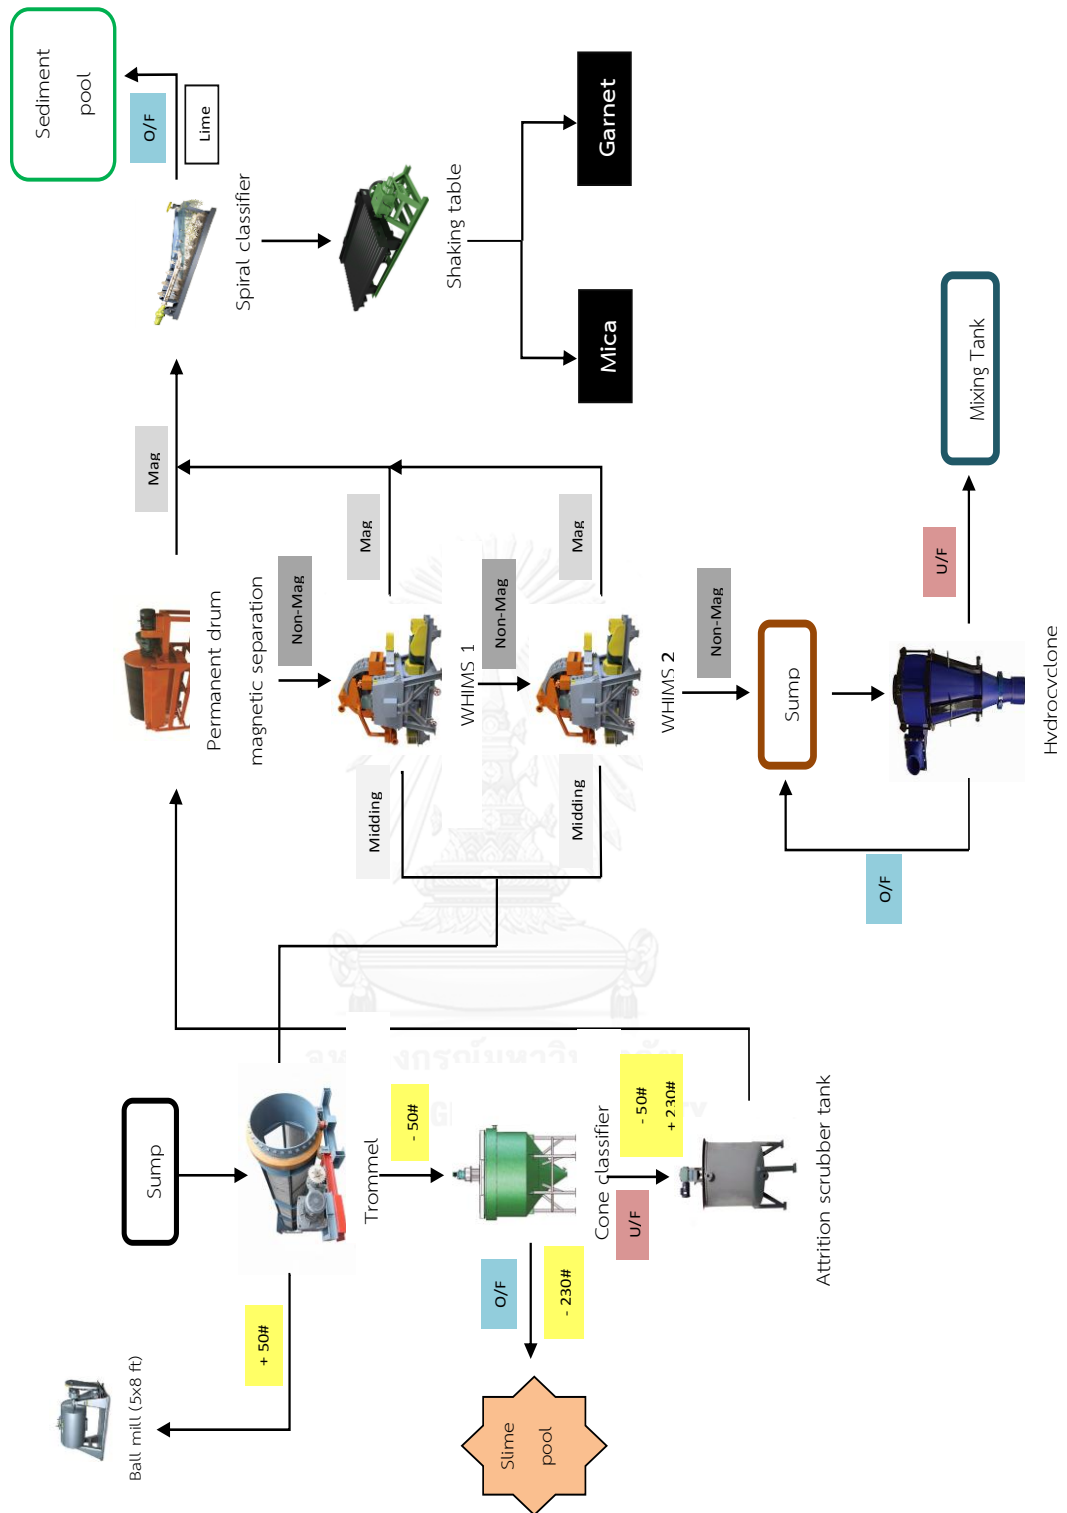 Sediment
pool
Ball mill (5x8 ft)
Sump
Mag
O/F
Lime
Permanent drum
magnetic separation
Spiral classifier
+ 50#
Non-Mag
Trommel
Midding
Mag
- 50#
Shaking table
WHIMS 1
O/F
Non-Mag
Slime
pool
- 230#
Midding
Mag
Cone classifier
Mica
Garnet
U/F
- 50#
+ 230#
WHIMS 2
Non-Mag
Attrition scrubber tank
Sump
O/F
U/F
Mixing Tank
Hydrocyclone